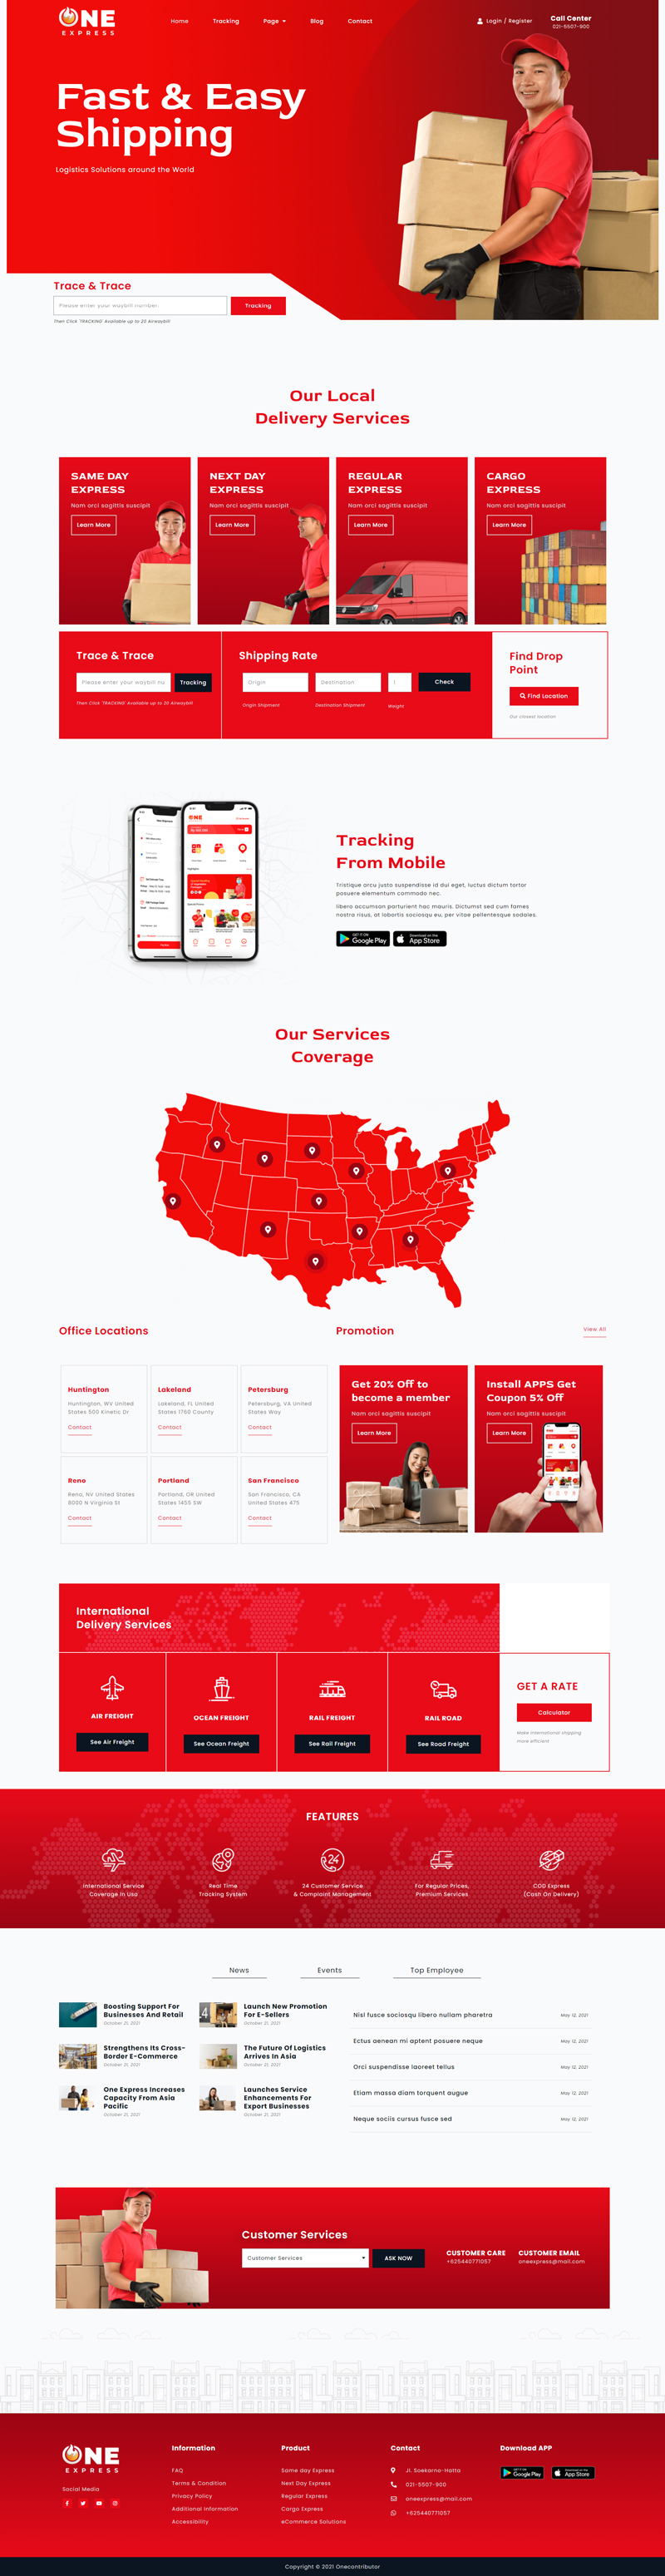 ONE
EXPRESS
Home
Tracking
Page
Blog
Contact
Login / Register
Call Center
021-5507-900
Fast & Easy
Shipping
Logistics Solutions around the World
Trace & Trace
Please enter your waybill number.
Tracking
Then Click 'TRACKING' Available up to 20 Airwaybill
Our Local
Delivery Services
SAME DAY
EXPRESS
Nam orci sagittis suscipit
Learn More
NEXT DAY
EXPRESS
Nam orci sagittis suscipit
Learn More
REGULAR
EXPRESS
Nam orci sagittis suscipit
Learn More
CARGO
EXPRESS
Nam orci sagittis suscipit
Learn More
Trace & Trace
Please enter your waybill nu
Tracking
Then Click 'TRACKING' Available up to 20 Airwaybill
Shipping Rate
Origin
Destination
1
Check
Origin Shipment
Destination Shipment
Weight
Find Drop
Point
Find Location
Our closest location
Tracking
From Mobile
Tristique arcu justo suspendisse id dui eget, luctus dictum tortor
posuere elementum commodo nec.
libero accumsan parturient hac mauris. Dictumst sed cum fames
nostra risus, at lobortis sociosqu eu, per vitae pellentesque sodales.
GET IT ON
Google Play
Download on the
App Store
Our Services
Coverage
Office Locations
Huntington
Huntington, WV United
States 500 Kinetic Dr
Contact
Lakeland
Lakeland, FL United
States 1760 County
Contact
Petersburg
Petersburg, VA United
States Way
Contact
Reno
Reno, NV United States
8000 N Virginia St
Contact
Portland
Portland, OR United
States 1455 SW
Contact
San Francisco
San Francisco, CA
United States 475
Contact
Promotion
View All
Get 20% Off to
become a member
Nam orci sagittis suscipit
Learn More
Install APPS Get
Coupon 5% Off
Nam orci sagittis suscipit
Learn More
International
Delivery Services
AIR FREIGHT
See Air Freight
OCEAN FREIGHT
See Ocean Freight
RAIL FREIGHT
See Rail Freight
RAIL ROAD
See Road Freight
GET A RATE
Calculator
Make international shipping
more efficient
FEATURES
International Service
Coverage in Usa
Real Time
Tracking System
24
24 Customer Service
& Complaint Management
For Regular Prices,
Premium Services
COD Express
(Cash On Delivery)
News
Events
Top Employee
Boosting Support For
Businesses And Retail
October 21, 2021
Strengthens Its Cross-
Border E-Commerce
October 21, 2021
One Express Increases
Capacity From Asia
Pacific
October 21, 2021
Launch New Promotion
For E-Sellers
October 21, 2021
The Future Of Logistics
Arrives In Asia
October 21, 2021
Launches Service
Enhancements For
Export Businesses
October 21, 2021
Nisl fusce sociosqu libero nullam pharetra
May 12, 2021
Ectus aenean mi aptent posuere neque
May 12, 2021
Orci suspendisse laoreet tellus
May 12, 2021
Etiam massa diam torquent augue
May 12, 2021
Neque sociis cursus fusce sed
May 12, 2021
Customer Services
Customer Services
ASK NOW
CUSTOMER CARE
+625440771057
CUSTOMER EMAIL
oneexpress@mail.com
ONE
EXPRESS
Social Media
Information
FAQ
Terms & Condition
Privacy Policy
Additional Information
Accessibility
Product
Same day Express
Next Day Express
Regular Express
Cargo Express
eCommerce Solutions
Contact
Jl. Soekarno-Hatta
021-5507-900
oneexpress@mail.com
+625440771057
Download APP
GET IT ON
Google Play
Download on the
App Store
Copyright © 2021 Onecontributor